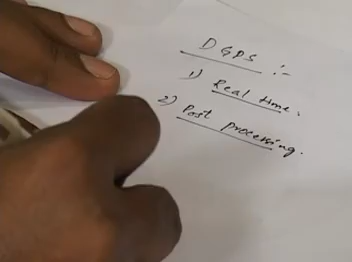 DGPS :-
1) Real time.
2) Post processing.